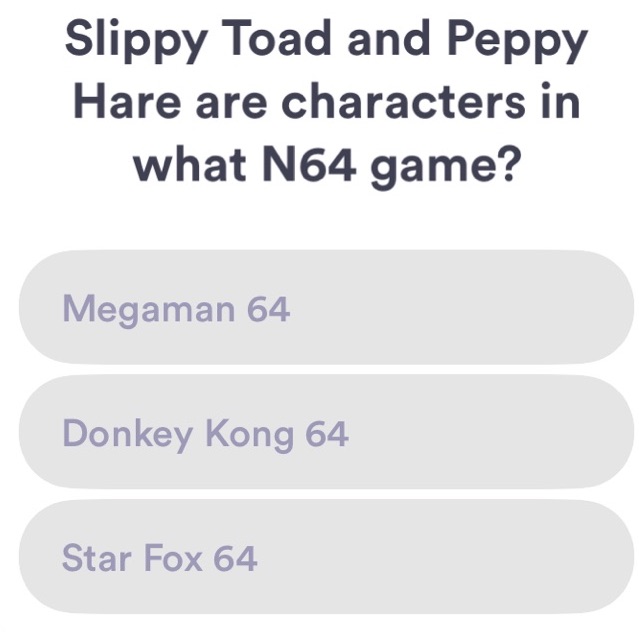 Slippy Toad and Peppy
Hare are characters in
what N64 game?
Megaman 64
Donkey Kong 64
Star Fox 64